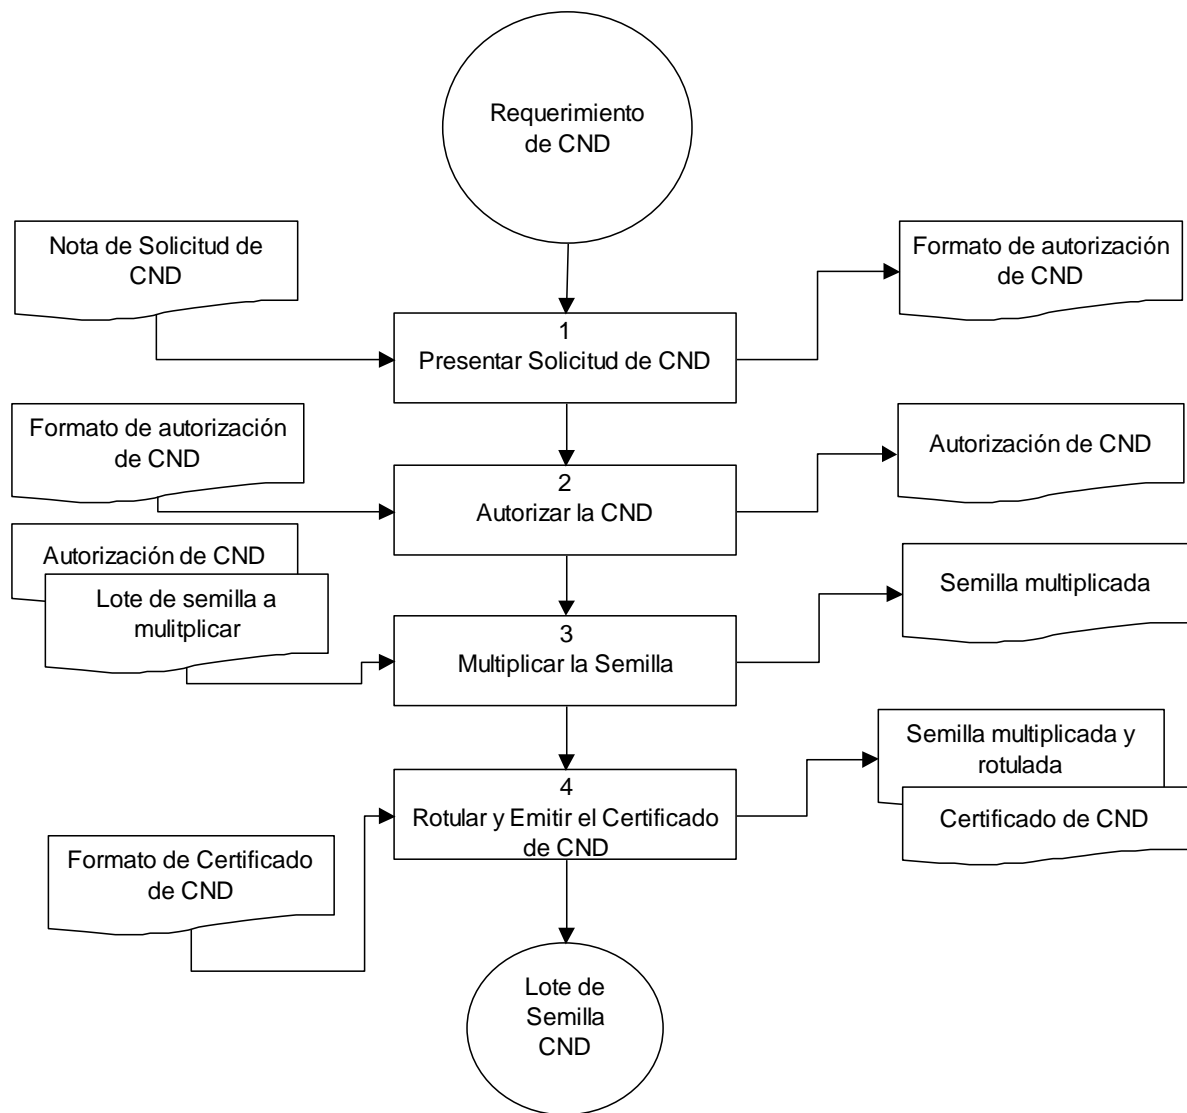 Requerimiento
de CND
Nota de Solicitud de
CND
Formato de autorización
de CND
1
Presentar Solicitud de CND
Formato de autorización
de CND
Autorización de CND
2
Autorizar la CND
Autorización de CND
Lote de semilla a
mulitplicar
Semilla multiplicada
3
Multiplicar la Semilla
Semilla multiplicada y
rotulada
Certificado de CND
4
Rotular y Emitir el Certificado
de CND
Formato de Certificado
de CND
Lote de
Semilla
CND